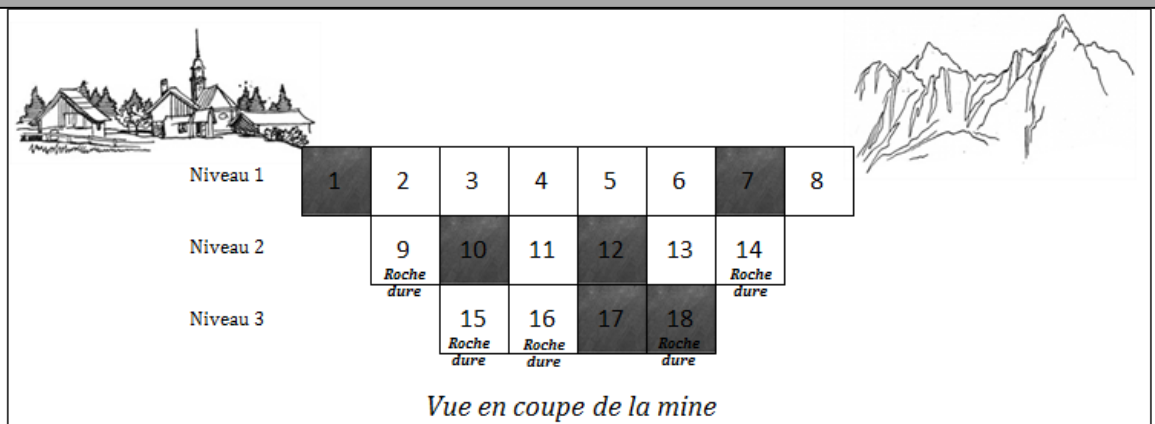 Niveau 1 1 2 3 4 5 6 7 8
Niveau 2 9 10 11 12 13 14
Roche Roche
dure dure
Niveau 3 15 16 17 18
Roche Roche Roche
dure dure dure
Vue en coupe de la mine